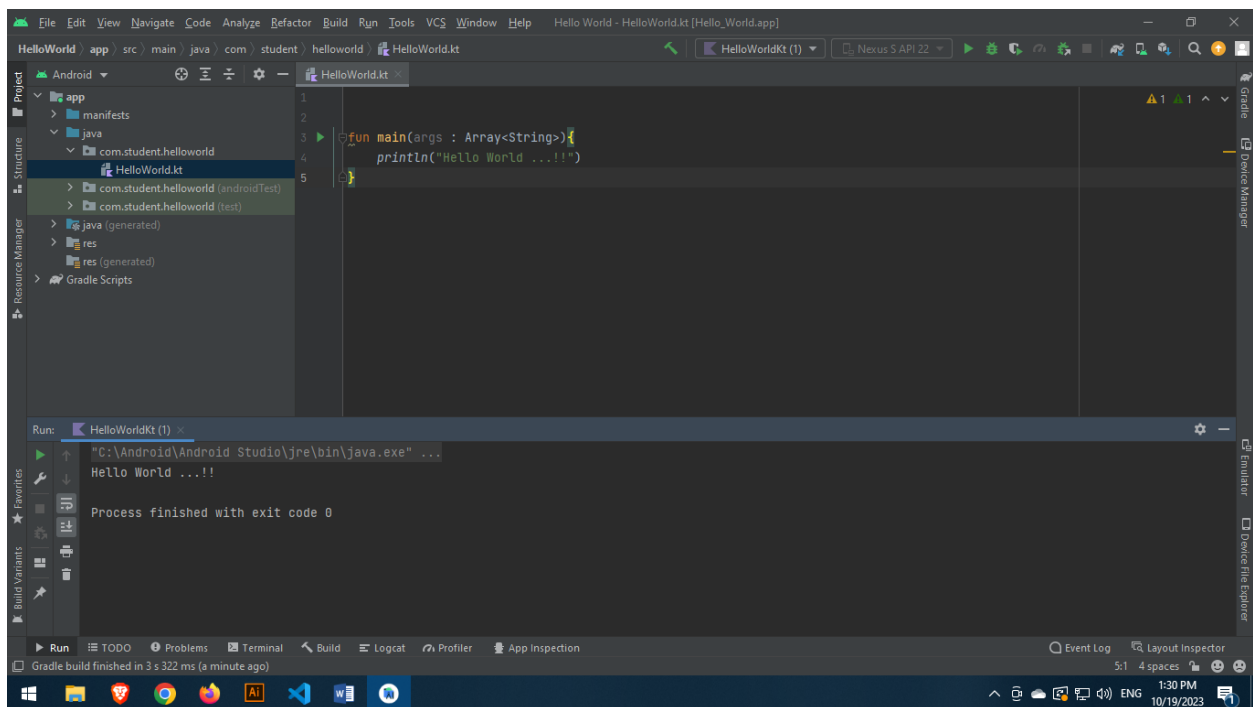 File Edit View Navigate Code Analyze Refactor Build Run Tools VCS Window Help Hello World - HelloWorld.kt [Hello_World.app]
HelloWorld app src main java com student helloworld HelloWorld.kt HelloWorldKt (1) Nexus S API 22
Android HelloWorld.kt
Project
Structure
Resource Manager
Favorites
Build Variants
app
manifests
java
com.student.helloworld
HelloWorld.kt
com.student.helloworld (androidTest)
com.student.helloworld (test)
java (generated)
res
res (generated)
Gradle Scripts
1
2
3 fun main(args : Array<String>){
4 println("Hello World ...!!")
5 }
1 1
Gradle
Device Manager
Emulator
Device File Explorer
Run: HelloWorldKt (1)
"C:\Android\Android Studio\jre\bin\java.exe" ...
Hello World ...!!
Process finished with exit code 0
Run TODO Problems Terminal Build Logcat Profiler App Inspection Event Log Layout Inspector
Gradle build finished in 3 s 322 ms (a minute ago) 5:1 4 spaces
Ai W ENG 1:30 PM
10/19/2023 1